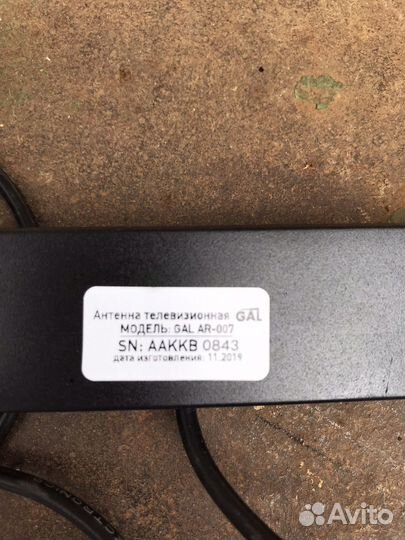 Антенна телевизионная GAL
МОДЕЛЬ: GAL AR-007
SN: AAKKB 0843
дата изготовления: 11.2019
Avito